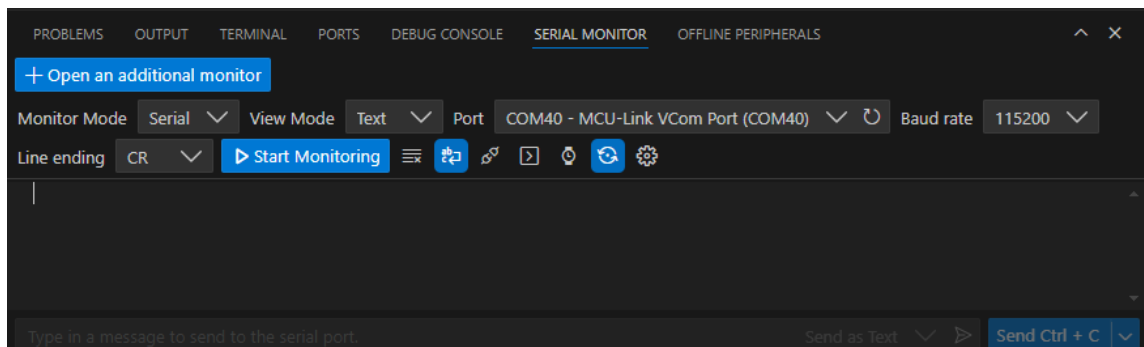 PROBLEMS OUTPUT TERMINAL PORTS DEBUG CONSOLE SERIAL MONITOR OFFLINE PERIPHERALS
+ Open an additional monitor
Monitor Mode Serial View Mode Text Port COM40 - MCU-Link VCom Port (COM40) Baud rate 115200
Line ending CR Start Monitoring
Type in a message to send to the serial port. Send as Text Send Ctrl + C